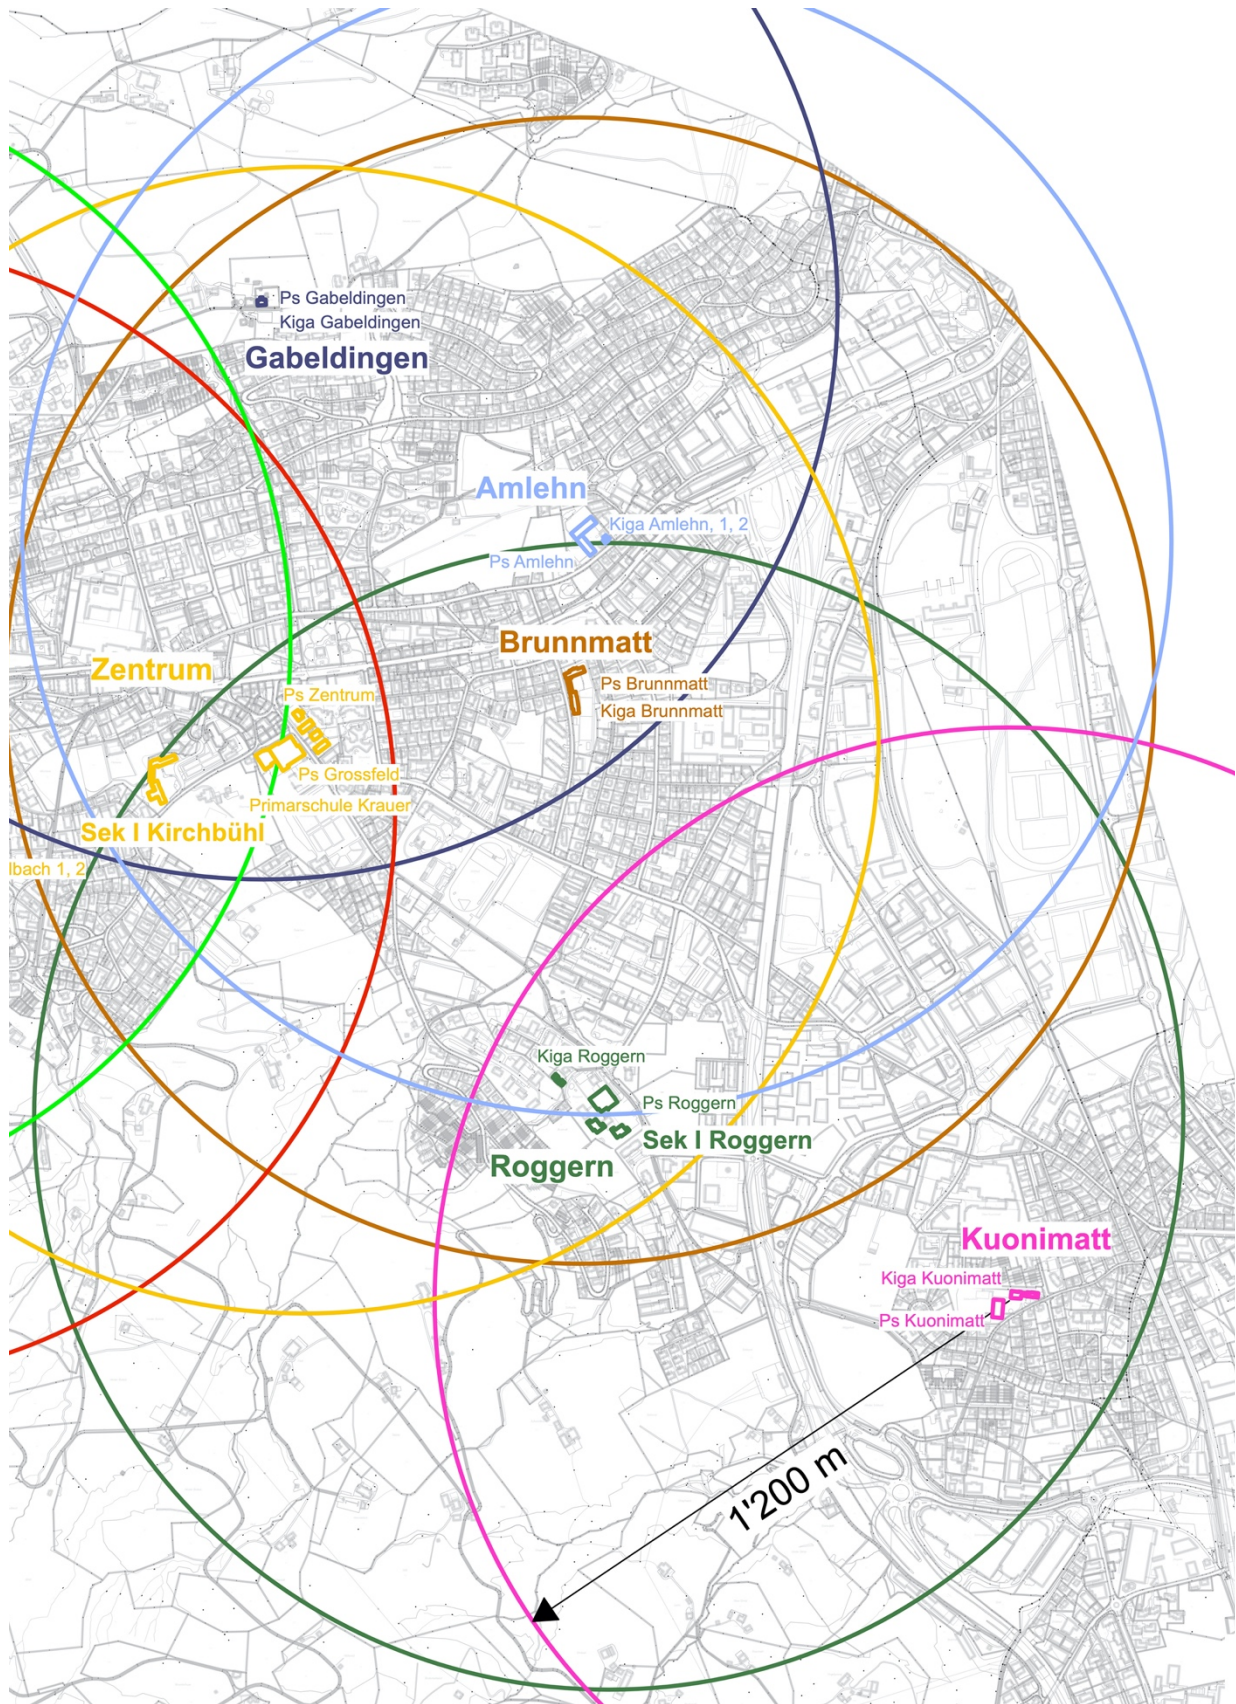 Ps Gabeldingen
Kiga Gabeldingen
Gabeldingen
Amlehn
Kiga Amlehn, 1, 2
Ps Amlehn
Brunnmatt
Ps Brunnmatt
Kiga Brunnmatt
Zentrum
Ps Zentrum
Ps Grossfeld
Primarschule Krauer
Sek I Kirchbühl
lbach 1, 2
Kiga Roggern
Ps Roggern
Sek I Roggern
Roggern
Kuonimatt
Kiga Kuonimatt
Ps Kuonimatt
1'200 m